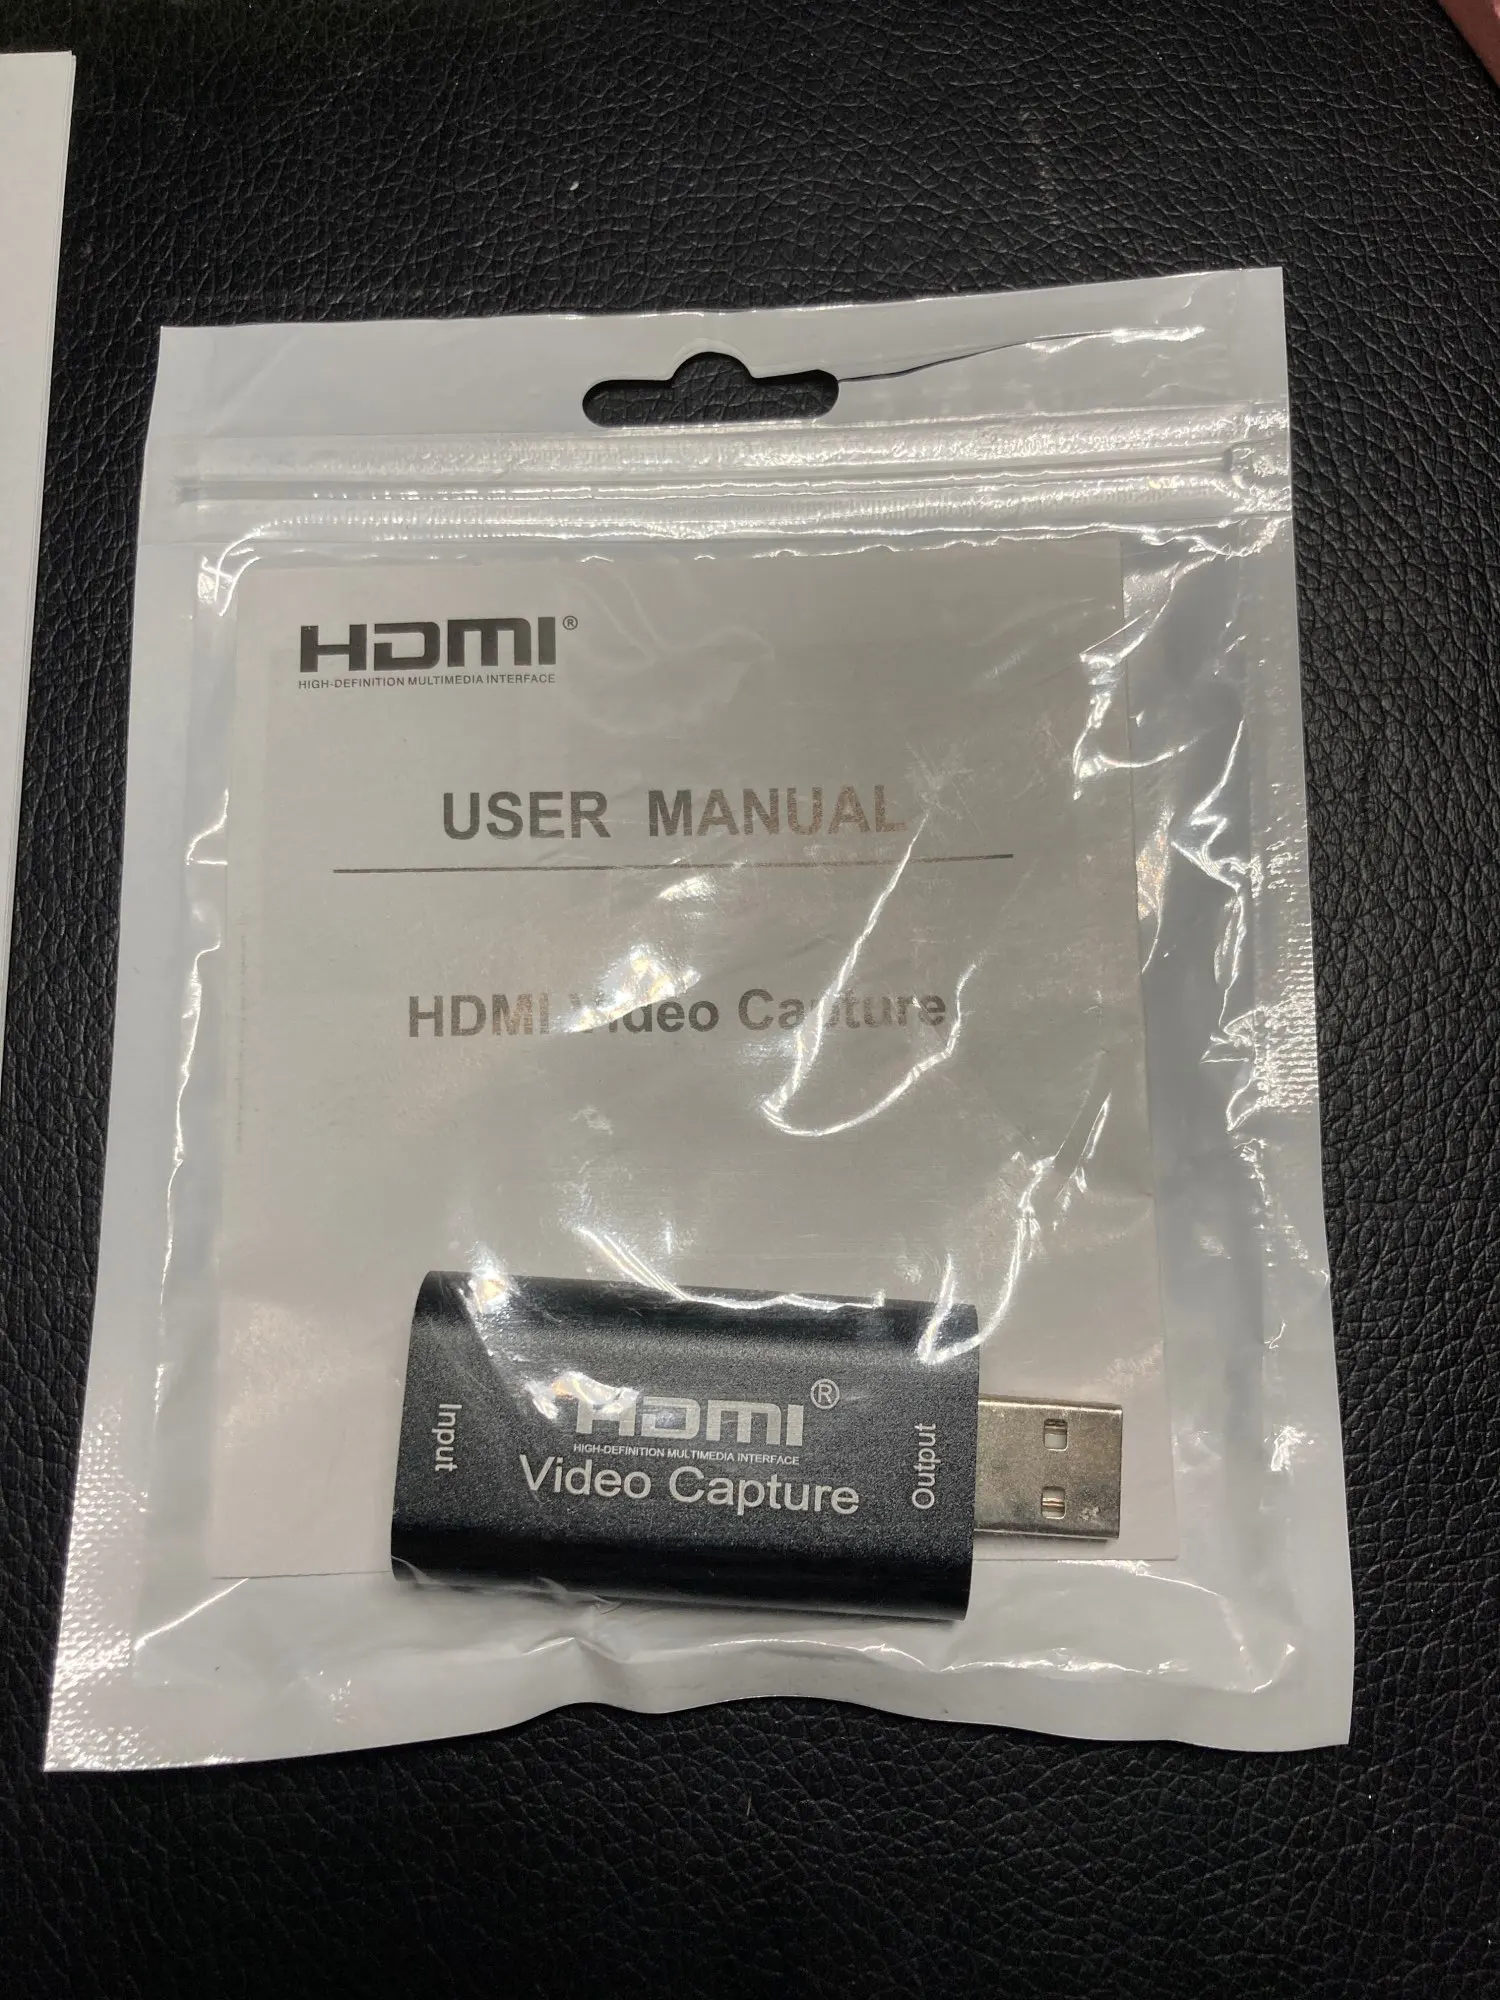 HDMI®
HIGH-DEFINITION MULTIMEDIA INTERFACE
USER MANUAL
HDMI Video Capture
Input
HDMI®
HIGH-DEFINITION MULTIMEDIA INTERFACE
Video Capture
Output